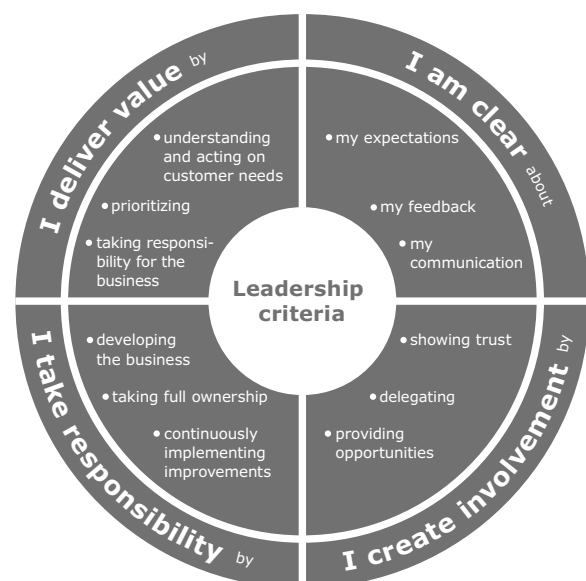 I deliver value by
• understanding
and acting on
customer needs
• prioritizing
• taking responsi-
bility for the
business
I am clear about
• my expectations
• my feedback
• my
communication
Leadership
criteria
I take responsibility by
• developing
the business
• taking full ownership
• continuously
implementing
improvements
I create involvement by
• showing trust
• delegating
• providing
opportunities